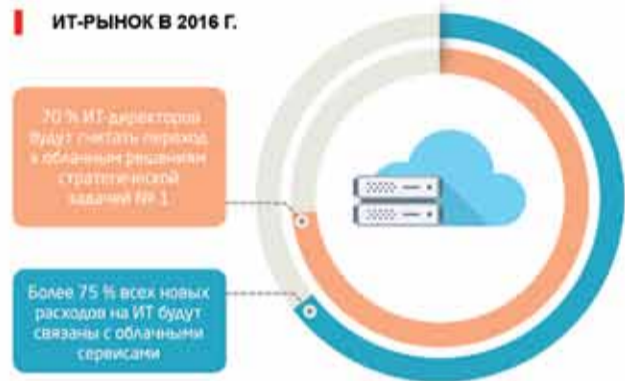 ИТ-РЫНОК В 2016 Г.
70 % ИТ-директоров
будут считать переход
к облачным решениям
стратегической
задачей № 1
Более 75 % всех новых
расходов на ИТ будут
связаны с облачными
сервисами